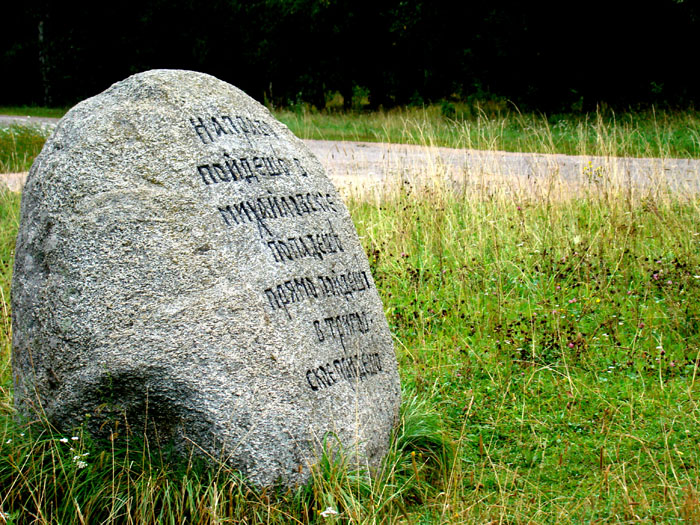 НАПРАВО
ПОЙДЕШЬ В
МИХАЙЛОВСКОЕ
ПОПАДЕШЬ
ПРЯМО ПОЙДЕШЬ
В ТРИГОР-
СКОЕ ПОПАДЕШЬ